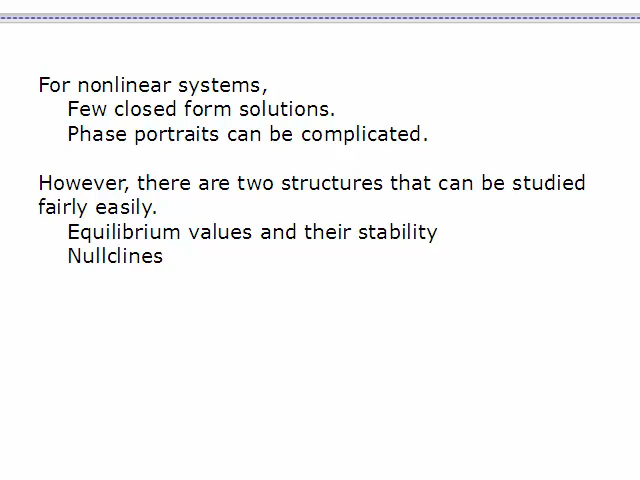 For nonlinear systems,
Few closed form solutions.
Phase portraits can be complicated.
However, there are two structures that can be studied
fairly easily.
Equilibrium values and their stability
Nullclines